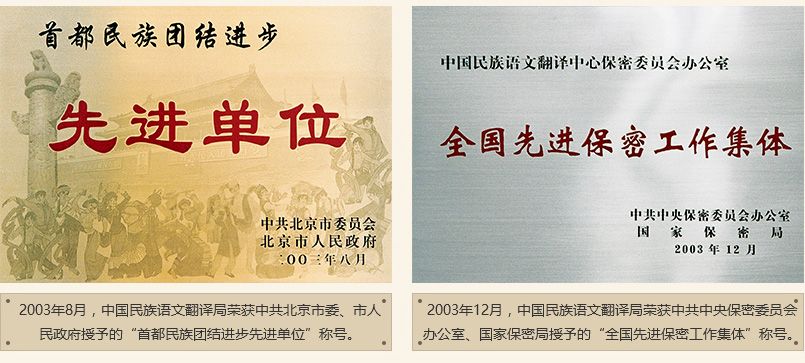 首都民族团结进步
先进单位
中共北京市委员会
北京市人民政府
二〇〇三年八月
2003年8月，中国民族语文翻译局荣获中共北京市委、市人
民政府授予的“首都民族团结进步先进单位”称号。
中国民族语文翻译中心保密委员会办公室
全国先进保密工作集体
中共中央保密委员会办公室
国家保密局
2003 年 12 月
2003年12月，中国民族语文翻译局荣获中共中央保密委员会
办公室、国家保密局授予的“全国先进保密工作集体”称号。